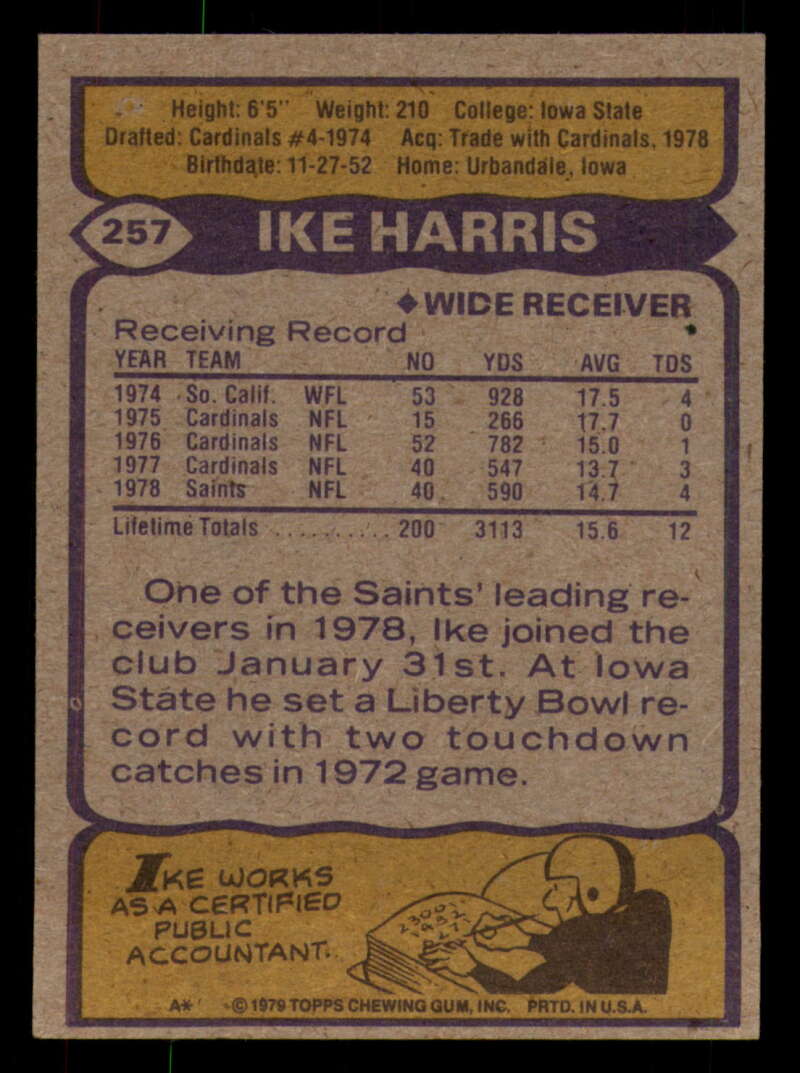 Height: 6'5" Weight: 210 College: Iowa State
Drafted: Cardinals #4-1974 Acq: Trade with Cardinals, 1978
Birthdate: 11-27-52 Home: Urbandale, Iowa
257 IKE HARRIS
♦ WIDE RECEIVER
Receiving Record
YEAR TEAM NO YDS AVG TDS
1974 So. Calif. WFL 53 928 17.5 4
1975 Cardinals NFL 15 266 17.7 0
1976 Cardinals NFL 52 782 15.0 1
1977 Cardinals NFL 40 547 13.7 3
1978 Saints NFL 40 590 14.7 4
Lifetime Totals .......... 200 3113 15.6 12
One of the Saints' leading re-
ceivers in 1978, Ike joined the
club January 31st. At Iowa
State he set a Liberty Bowl re-
cord with two touchdown
catches in 1972 game.
IKE WORKS
AS A CERTIFIED
PUBLIC
ACCOUNTANT.
A* © 1979 TOPPS CHEWING GUM, INC. PRTD. IN U.S.A.